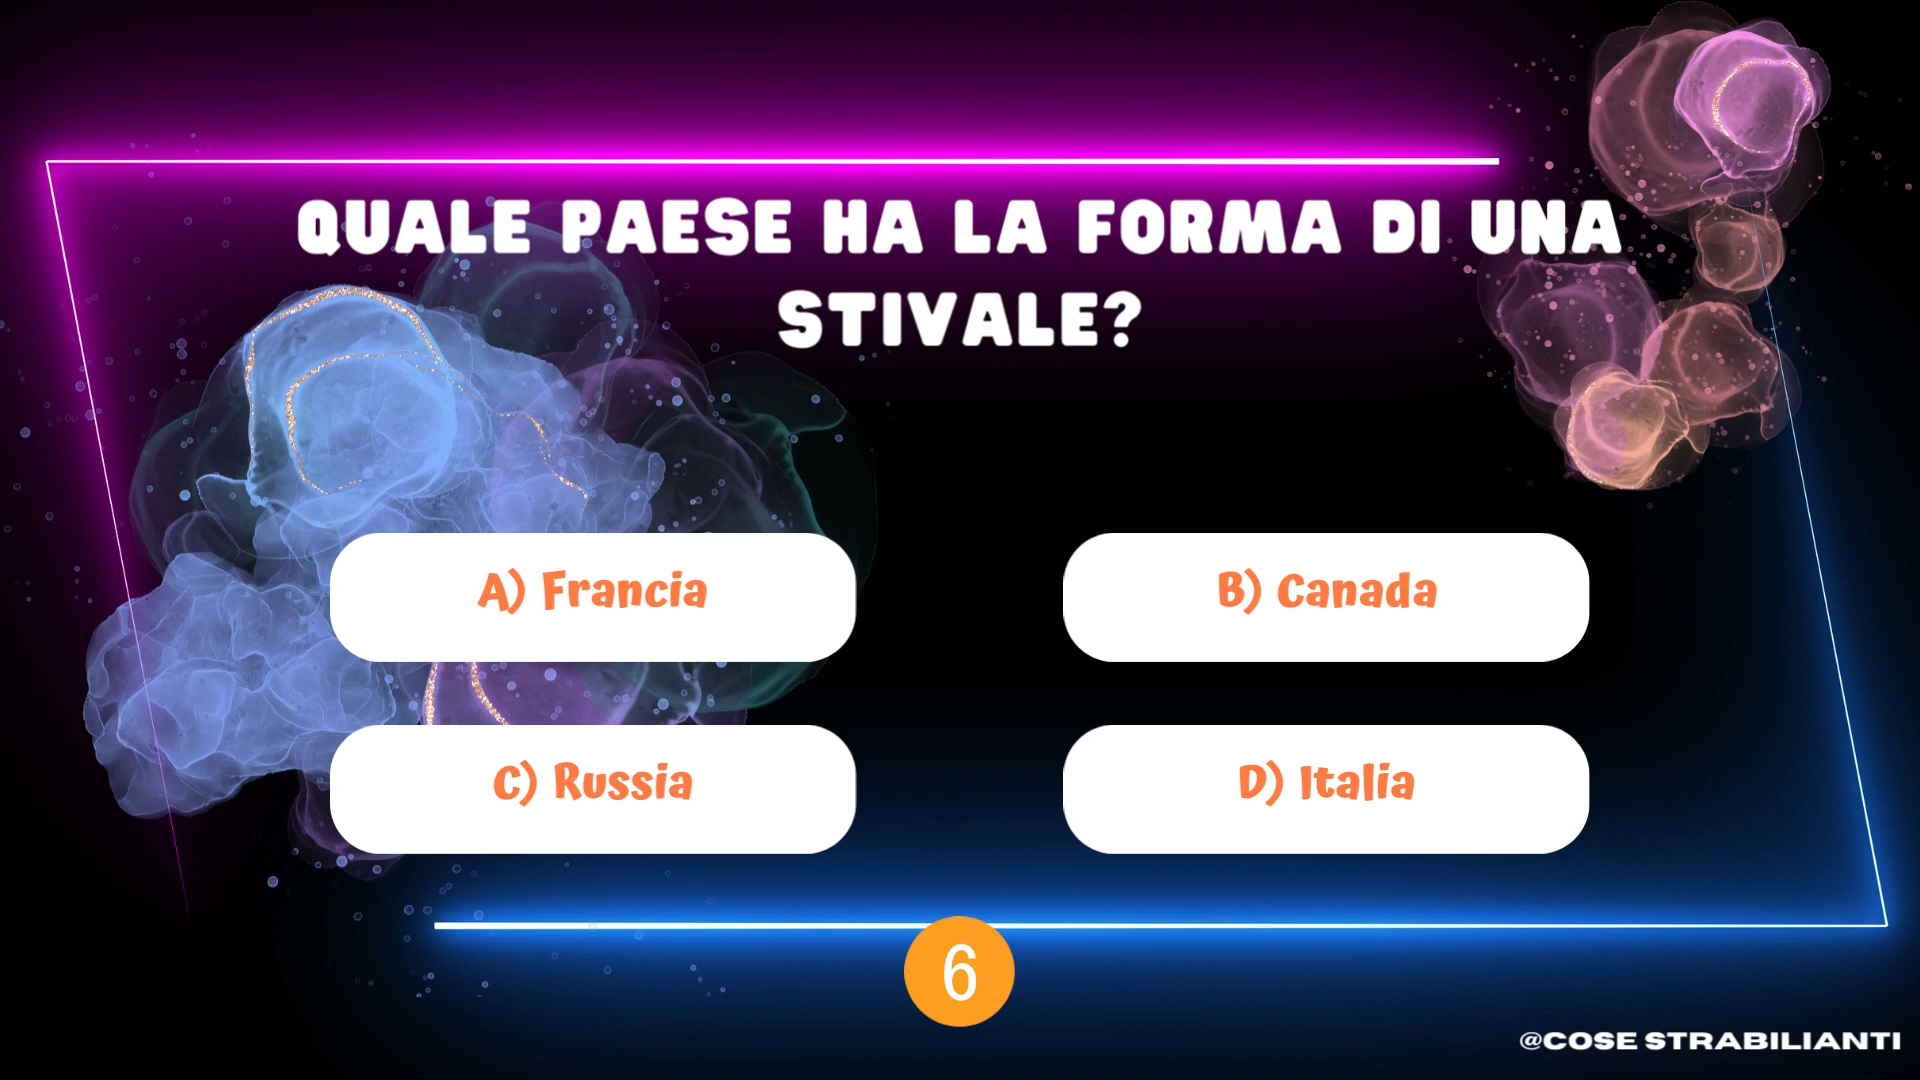 QUALE PAESE HA LA FORMA DI UNA
STIVALE?
A) Francia
B) Canada
C) Russia
D) Italia
6
@COSE STRABILIANTI